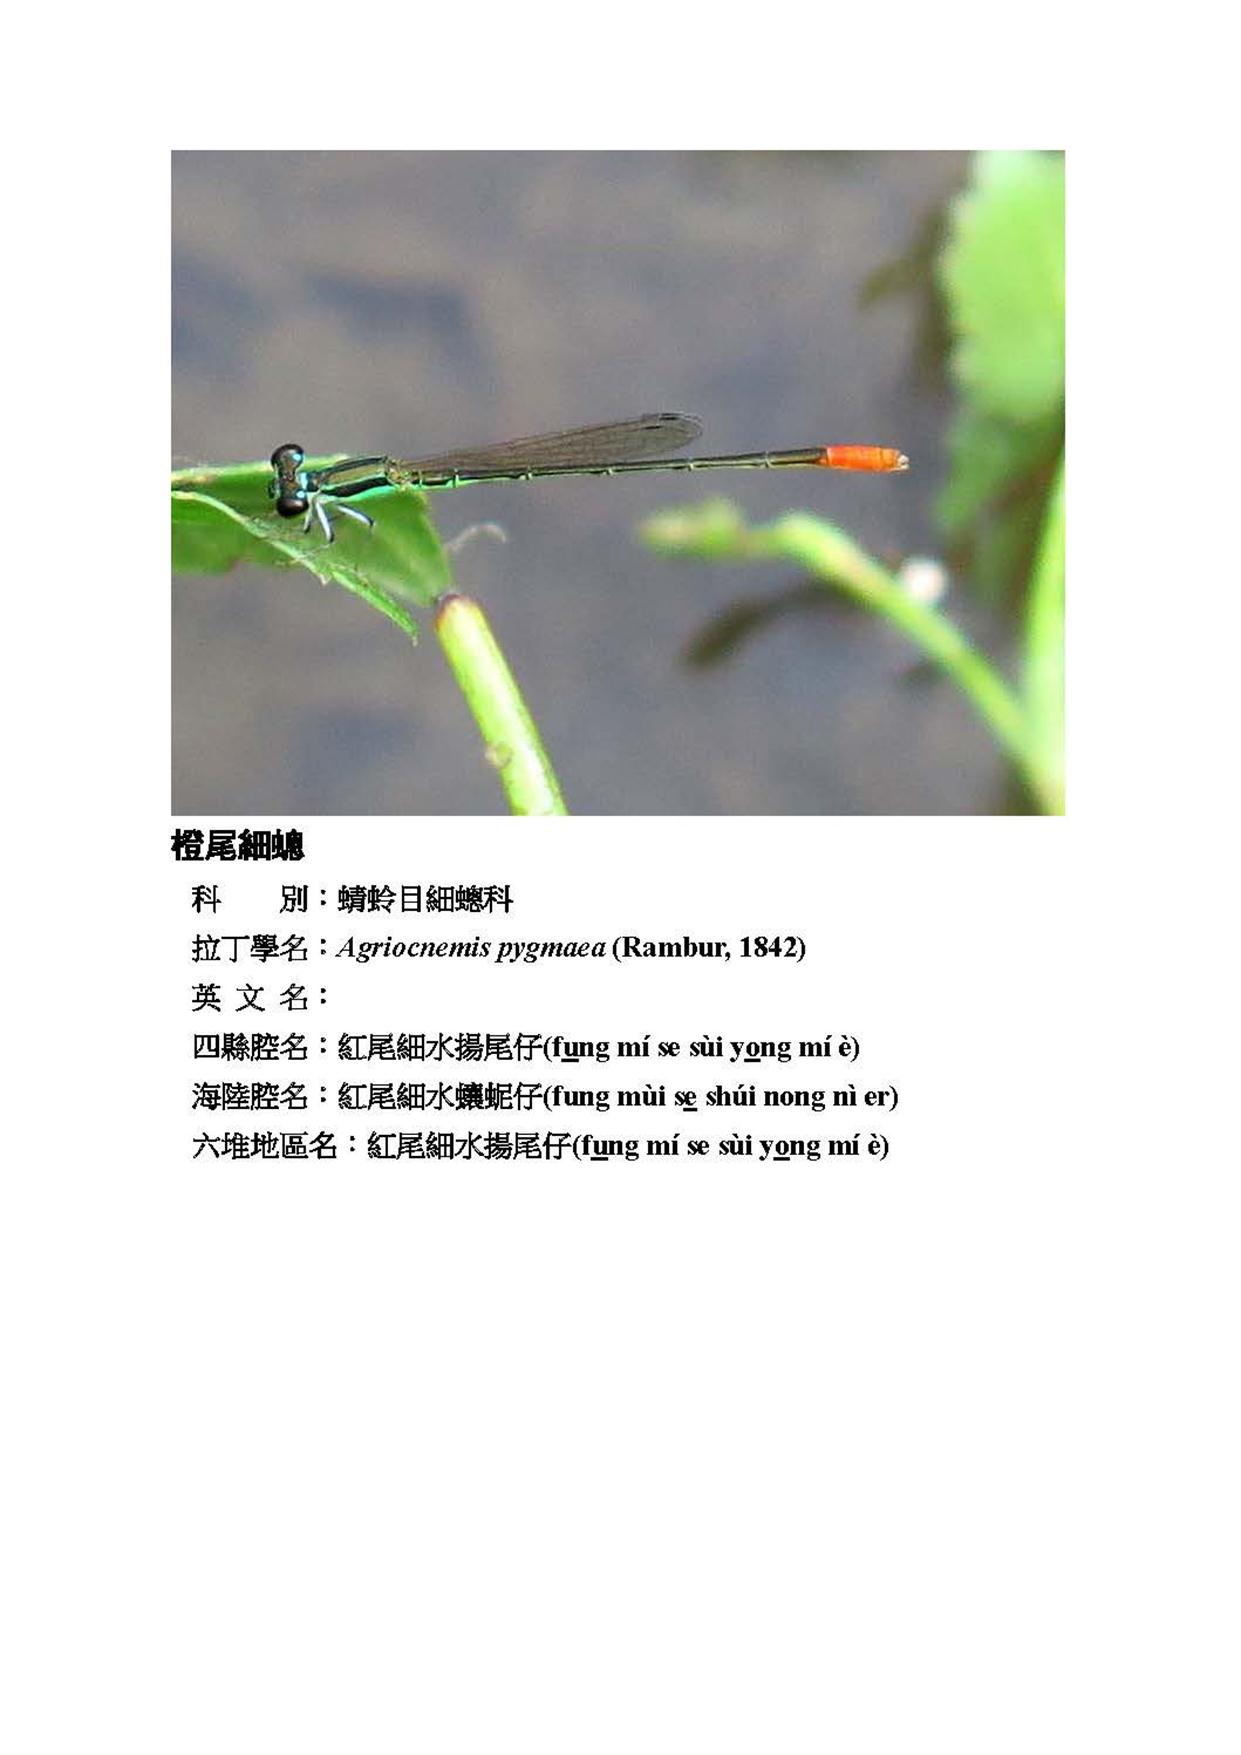 橙尾細蟌
科　　別：蜻蛉目細蟌科
拉丁學名：Agriocnemis pygmaea (Rambur, 1842)
英 文 名：
四縣腔名：紅尾細水揚尾仔(fung mí se sùi yong mí è)
海陸腔名：紅尾細水蠰蚭仔(fung mùi se shúi nong nì er)
六堆地區名：紅尾細水揚尾仔(fung mí se sùi yong mí è)